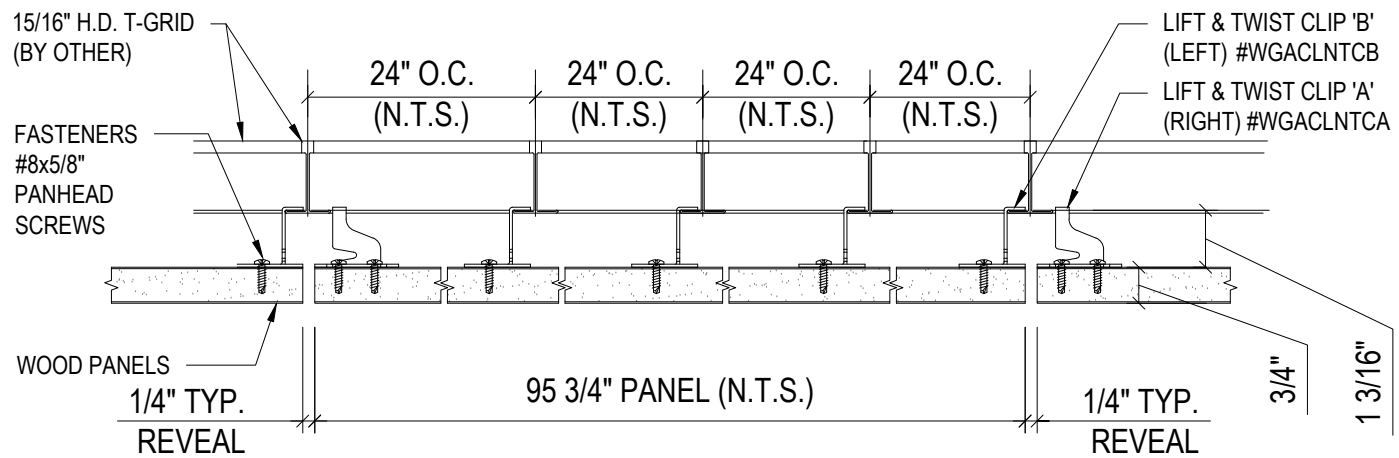 15/16" H.D. T-GRID
(BY OTHER)
24" O.C.
(N.T.S.)
24" O.C.
(N.T.S.)
24" O.C.
(N.T.S.)
24" O.C.
(N.T.S.)
LIFT & TWIST CLIP 'B'
(LEFT) #WGACLNTCB
LIFT & TWIST CLIP 'A'
(RIGHT) #WGACLNTCA
FASTENERS
#8x5/8"
PANHEAD
SCREWS
WOOD PANELS
1/4" TYP.
REVEAL
95 3/4" PANEL (N.T.S.)
1/4" TYP.
REVEAL
3/4"
1 3/16"